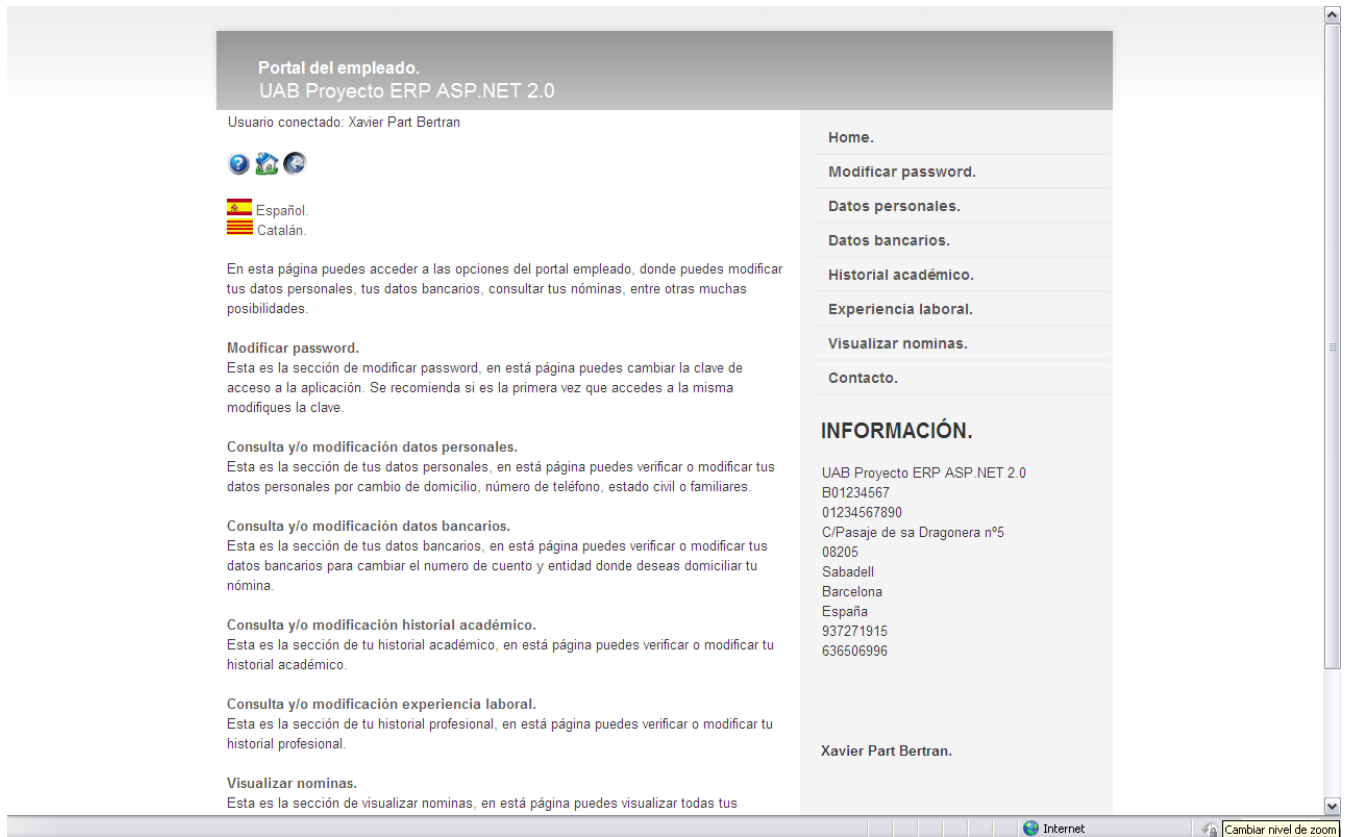 Portal del empleado.
UAB Proyecto ERP ASP.NET 2.0
Usuario conectado: Xavier Part Bertran
Español.
Catalán.
En esta página puedes acceder a las opciones del portal empleado, donde puedes modificar
tus datos personales, tus datos bancarios, consultar tus nóminas, entre otras muchas
posibilidades.
Modificar password.
Esta es la sección de modificar password, en está página puedes cambiar la clave de
acceso a la aplicación. Se recomienda si es la primera vez que accedes a la misma
modifiques la clave.
Consulta y/o modificación datos personales.
Esta es la sección de tus datos personales, en está página puedes verificar o modificar tus
datos personales por cambio de domicilio, número de teléfono, estado civil o familiares.
Consulta y/o modificación datos bancarios.
Esta es la sección de tus datos bancarios, en está página puedes verificar o modificar tus
datos bancarios para cambiar el numero de cuento y entidad donde deseas domiciliar tu
nómina.
Consulta y/o modificación historial académico.
Esta es la sección de tu historial académico, en está página puedes verificar o modificar tu
historial académico.
Consulta y/o modificación experiencia laboral.
Esta es la sección de tu historial profesional, en está página puedes verificar o modificar tu
historial profesional.
Visualizar nominas.
Esta es la sección de visualizar nominas, en está página puedes visualizar todas tus
Home.
Modificar password.
Datos personales.
Datos bancarios.
Historial académico.
Experiencia laboral.
Visualizar nominas.
Contacto.
INFORMACIÓN.
UAB Proyecto ERP ASP.NET 2.0
B01234567
01234567890
C/Pasaje de sa Dragonera nº5
08205
Sabadell
Barcelona
España
937271915
636506996
Xavier Part Bertran.
Internet
Cambiar nivel de zoom